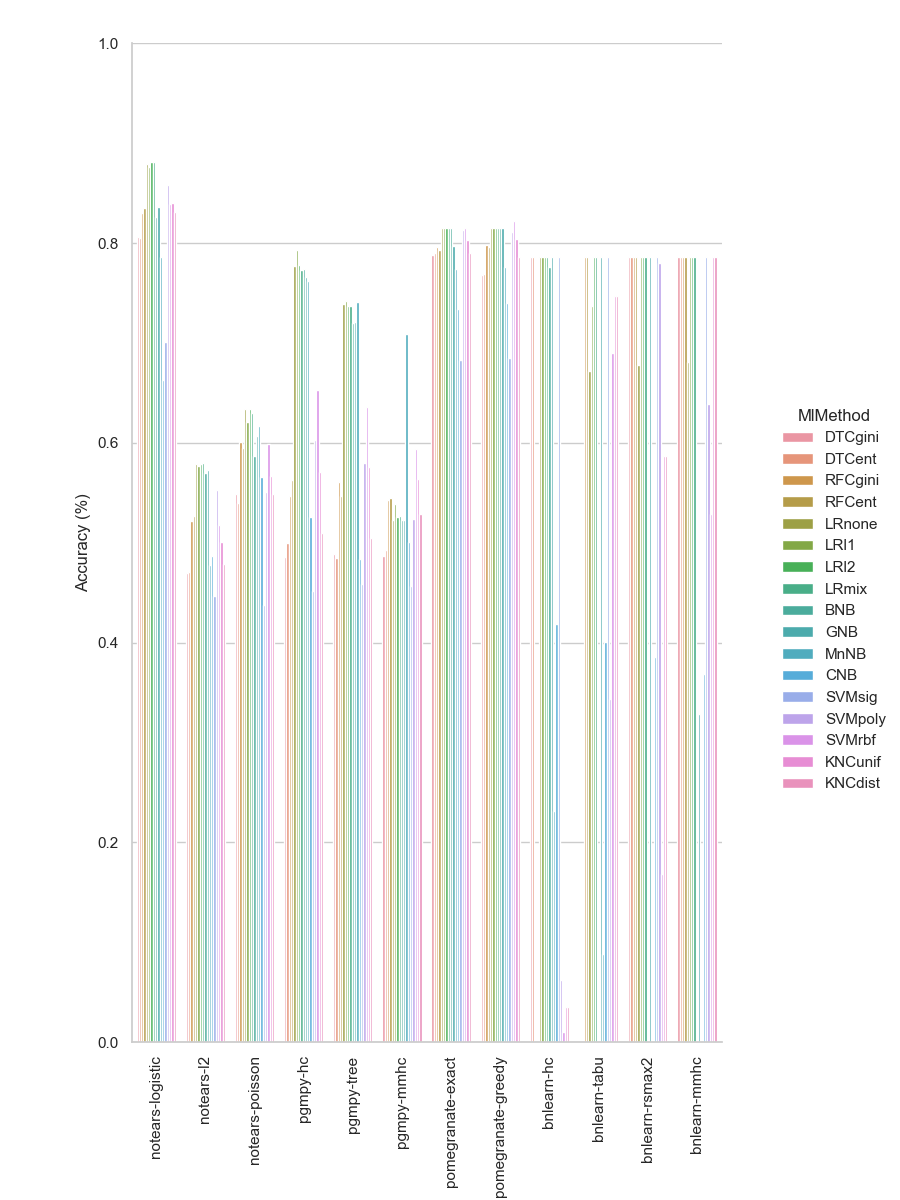 1.0
0.8
0.6
0.4
0.2
0.0
Accuracy (%)
notears-logistic
notears-l2
notears-poisson
pgmpy-hc
pgmpy-tree
pgmpy-mmhc
pomegranate-exact
pomegranate-greedy
bnlearn-hc
bnlearn-tabu
bnlearn-rsmax2
bnlearn-mmhc
MlMethod
DTCgini
DTCent
RFCgini
RFCent
LRnone
LRl1
LRl2
LRmix
BNB
GNB
MnNB
CNB
SVMsig
SVMpoly
SVMrbf
KNCunif
KNCdist